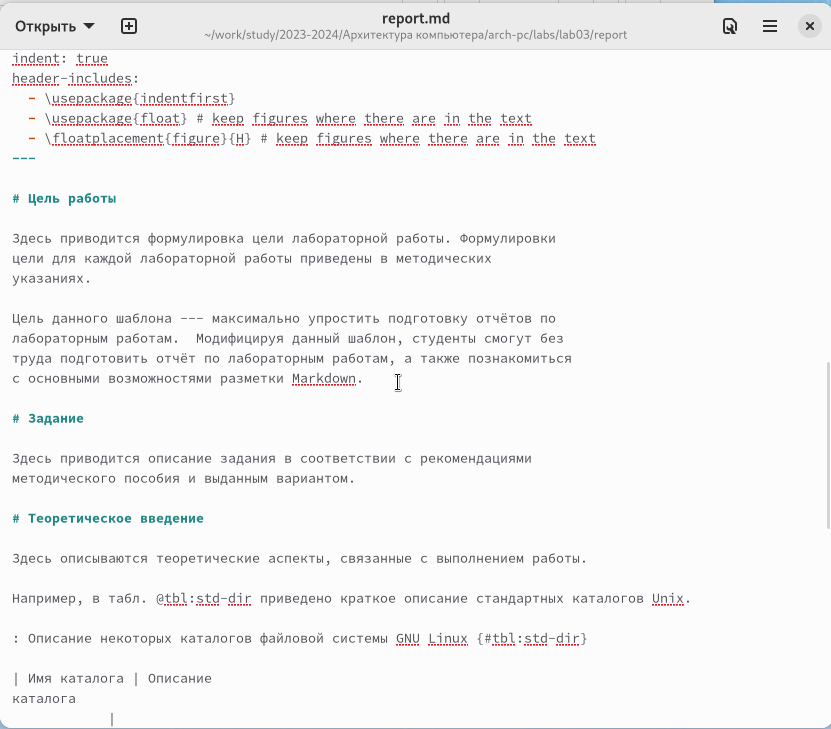 Открыть
report.md
~/work/study/2023-2024/Архитектура компьютера/arch-pc/labs/lab03/report
indent: true
header-includes:
- \usepackage{indentfirst}
- \usepackage{float} # keep figures where there are in the text
- \floatplacement{figure}{H} # keep figures where there are in the text
---
# Цель работы
Здесь приводится формулировка цели лабораторной работы. Формулировки
цели для каждой лабораторной работы приведены в методических
указаниях.
Цель данного шаблона --- максимально упростить подготовку отчётов по
лабораторным работам.  Модифицируя данный шаблон, студенты смогут без
труда подготовить отчёт по лабораторным работам, а также познакомиться
с основными возможностями разметки Markdown.
# Задание
Здесь приводится описание задания в соответствии с рекомендациями
методического пособия и выданным вариантом.
# Теоретическое введение
Здесь описываются теоретические аспекты, связанные с выполнением работы.
Например, в табл. @tbl:std-dir приведено краткое описание стандартных каталогов Unix.
: Описание некоторых каталогов файловой системы GNU Linux {#tbl:std-dir}
| Имя каталога | Описание
каталога
|